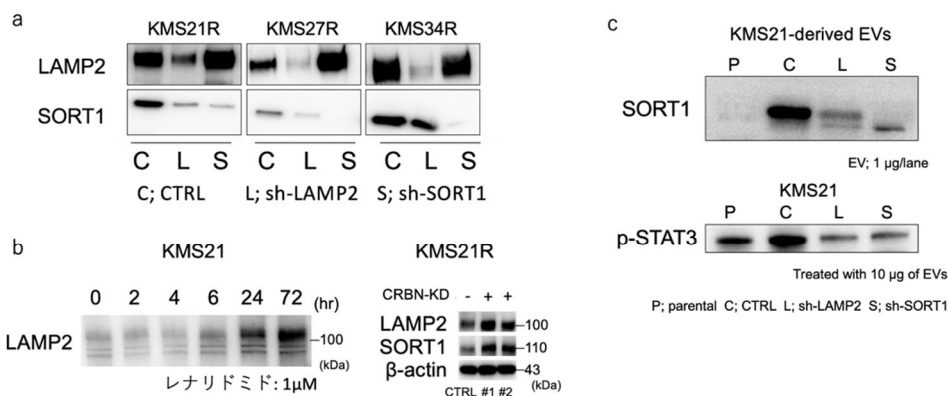 a
KMS21R KMS27R KMS34R
LAMP2
SORT1
C L S C L S C L S
C; CTRL L; sh-LAMP2 S; sh-SORT1
b
KMS21
0 2 4 6 24 72 (hr)
LAMP2
-100
(kDa)
レナリドミド: 1μM
KMS21R
CRBN-KD - + +
LAMP2 -100
SORT1 -110
β-actin -43
CTRL #1 #2 (kDa)
c
KMS21-derived EVs
P C L S
SORT1
EV; 1 μg/lane
KMS21
P C L S
p-STAT3
Treated with 10 μg of EVs
P; parental C; CTRL L; sh-LAMP2 S; sh-SORT1